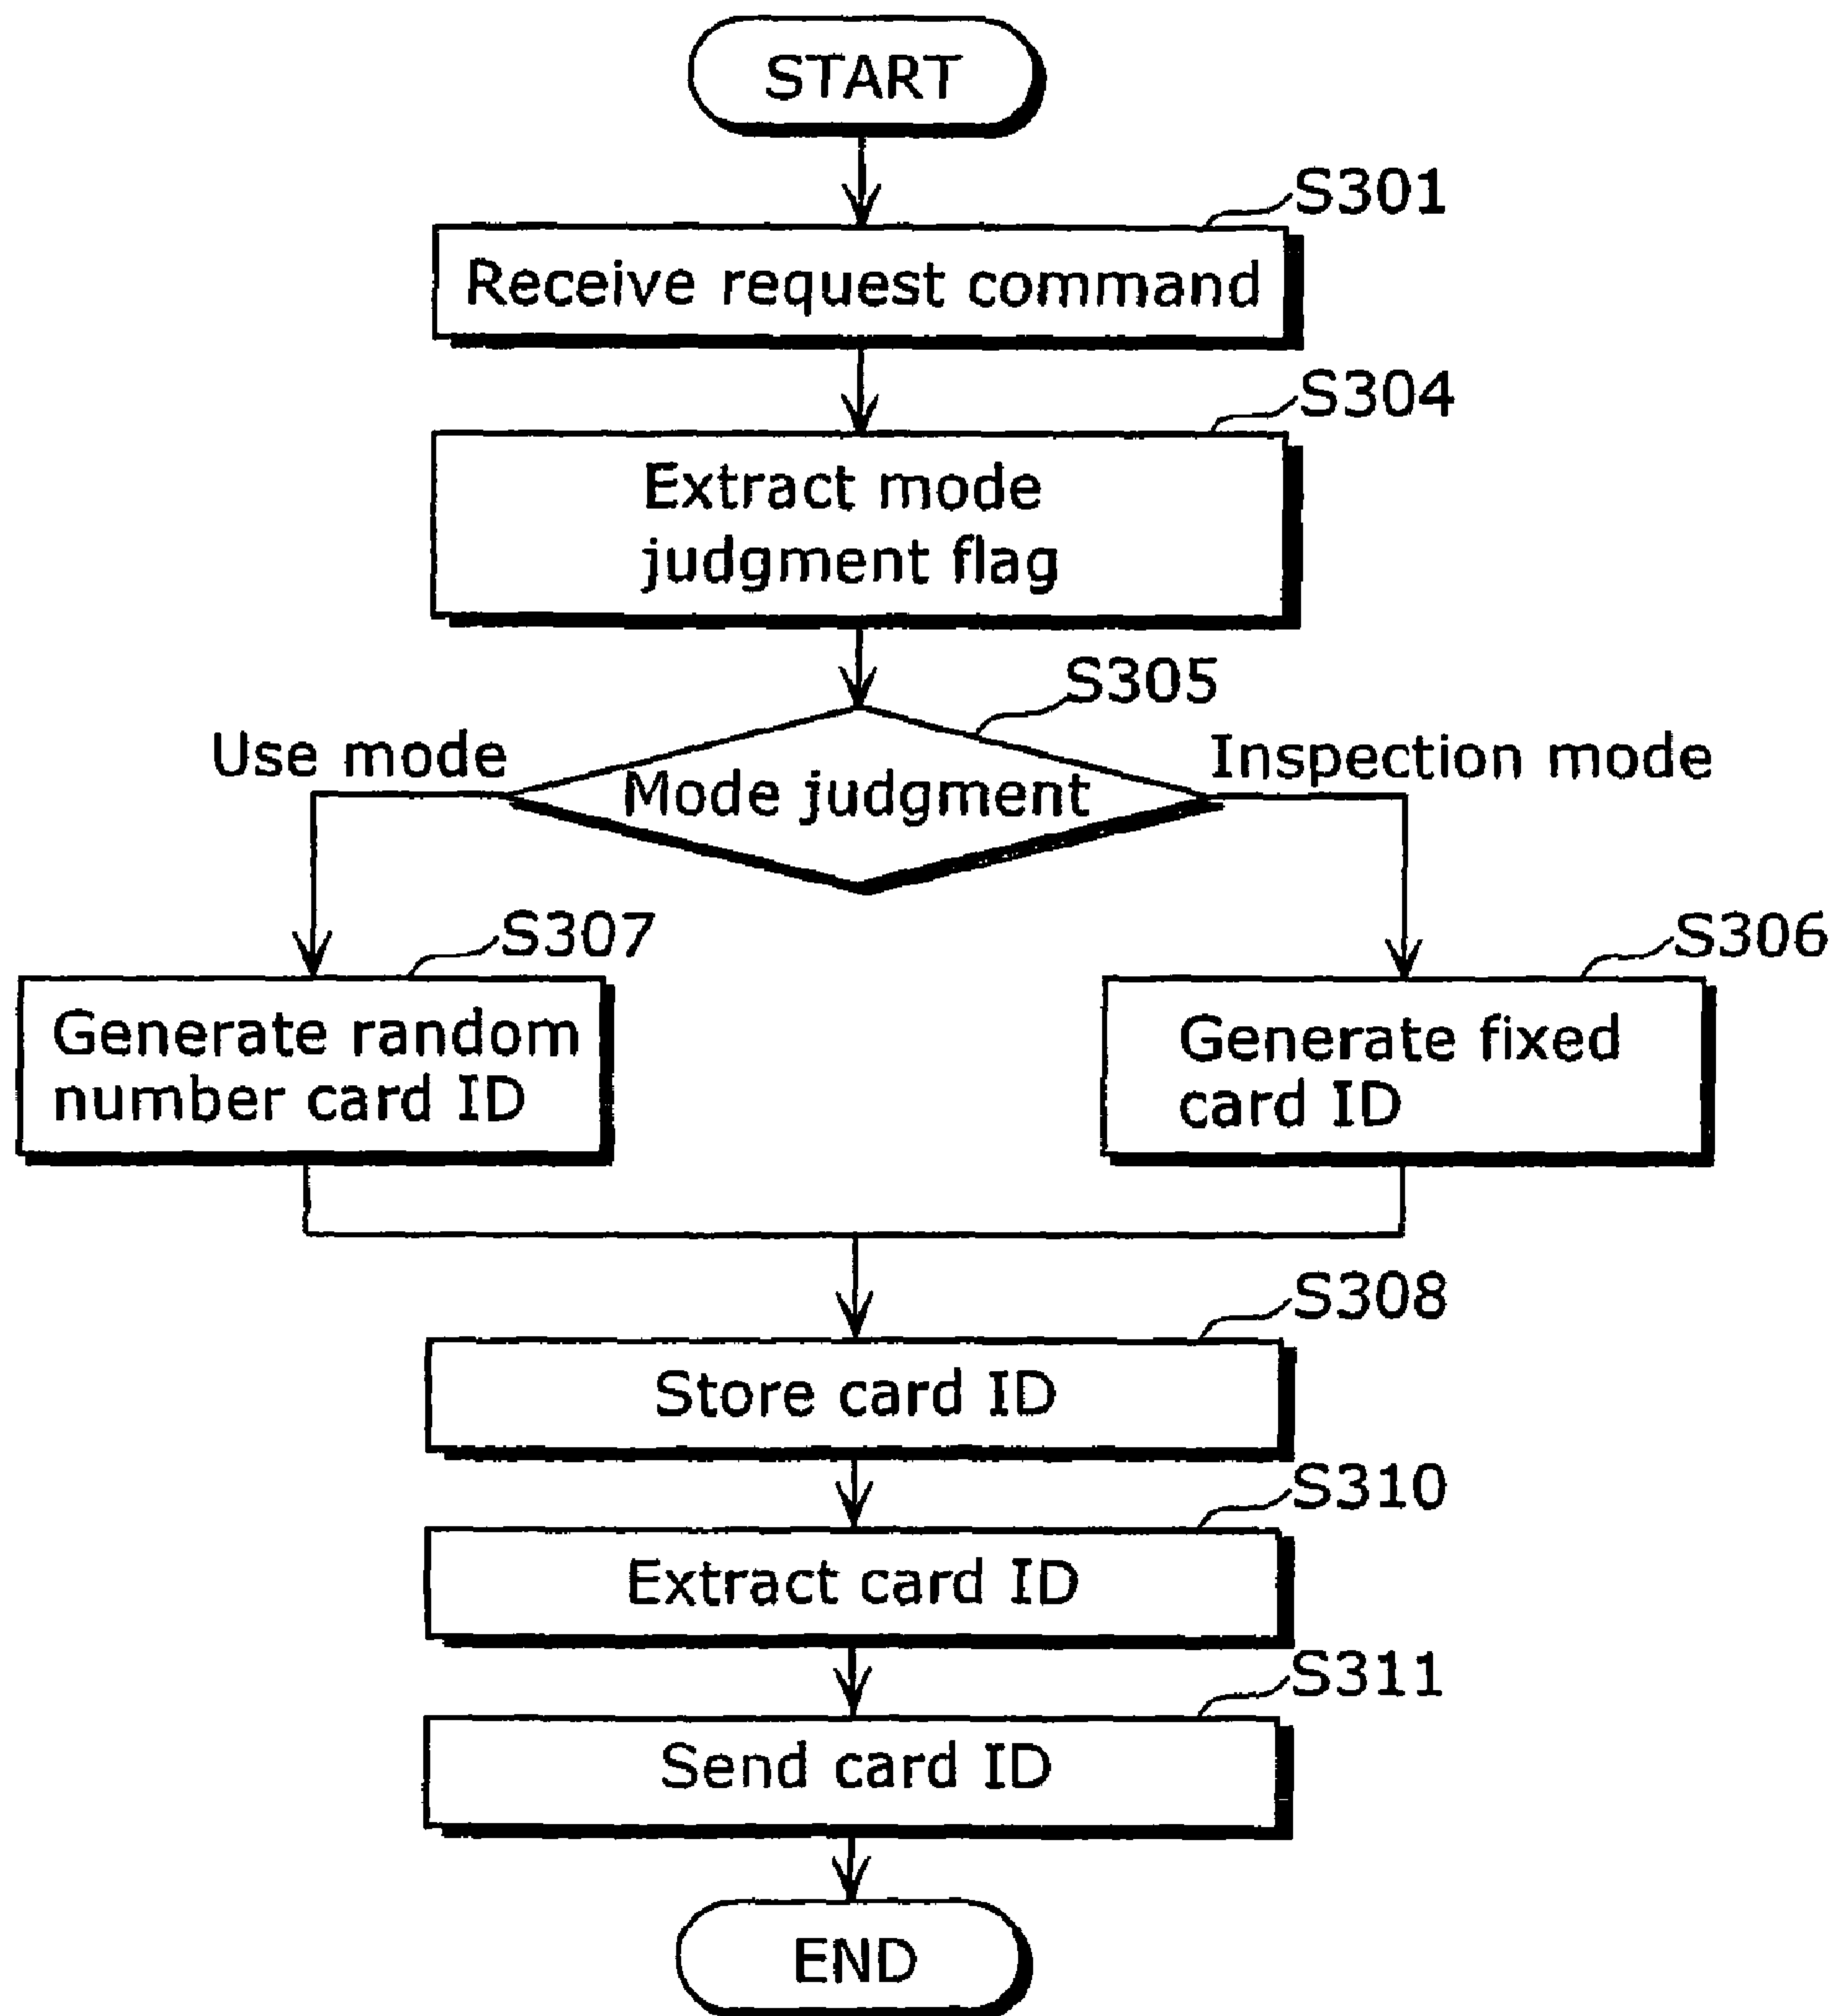 START
S301
Receive request command
S304
Extract mode
judgment flag
S305
Use mode
Mode judgment
Inspection mode
S307
S306
Generate random
number card ID
Generate fixed
card ID
S308
Store card ID
S310
Extract card ID
S311
Send card ID
END